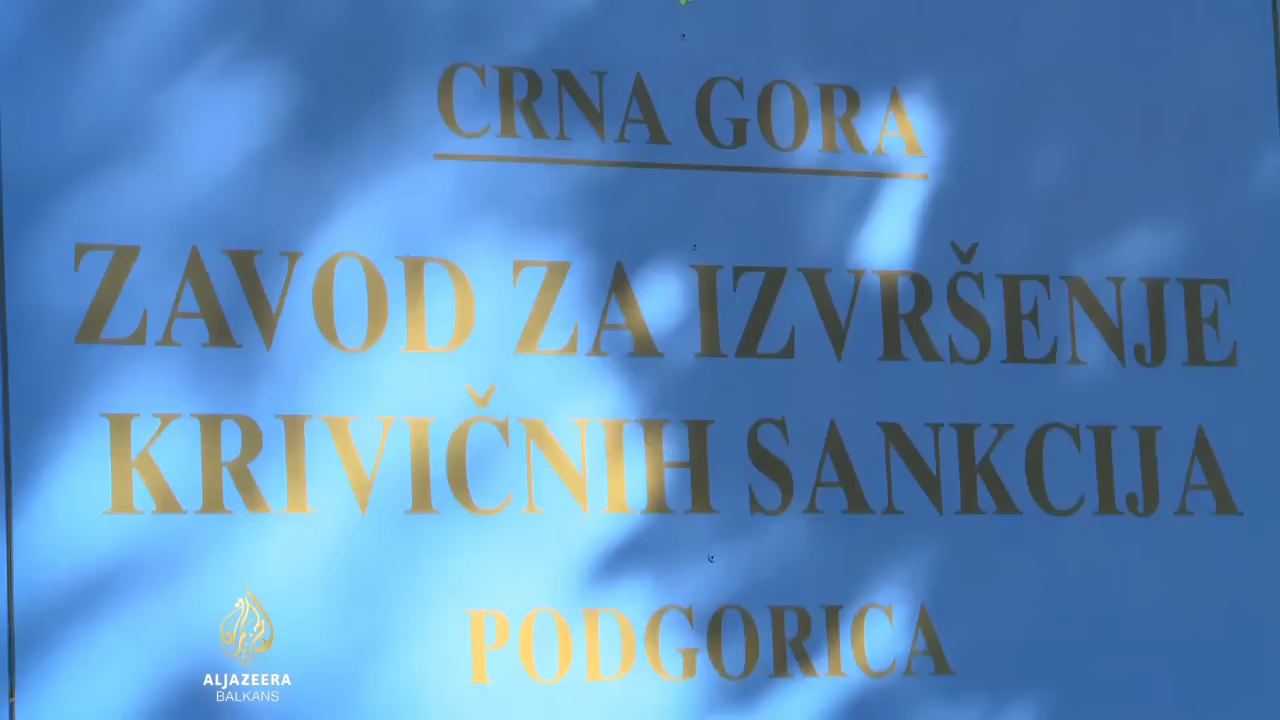 CRNA GORA
ZAVOD ZA IZVRŠENJE
KRIVIČNIH SANKCIJA
PODGORICA
ALJAZEERA
BALKANS